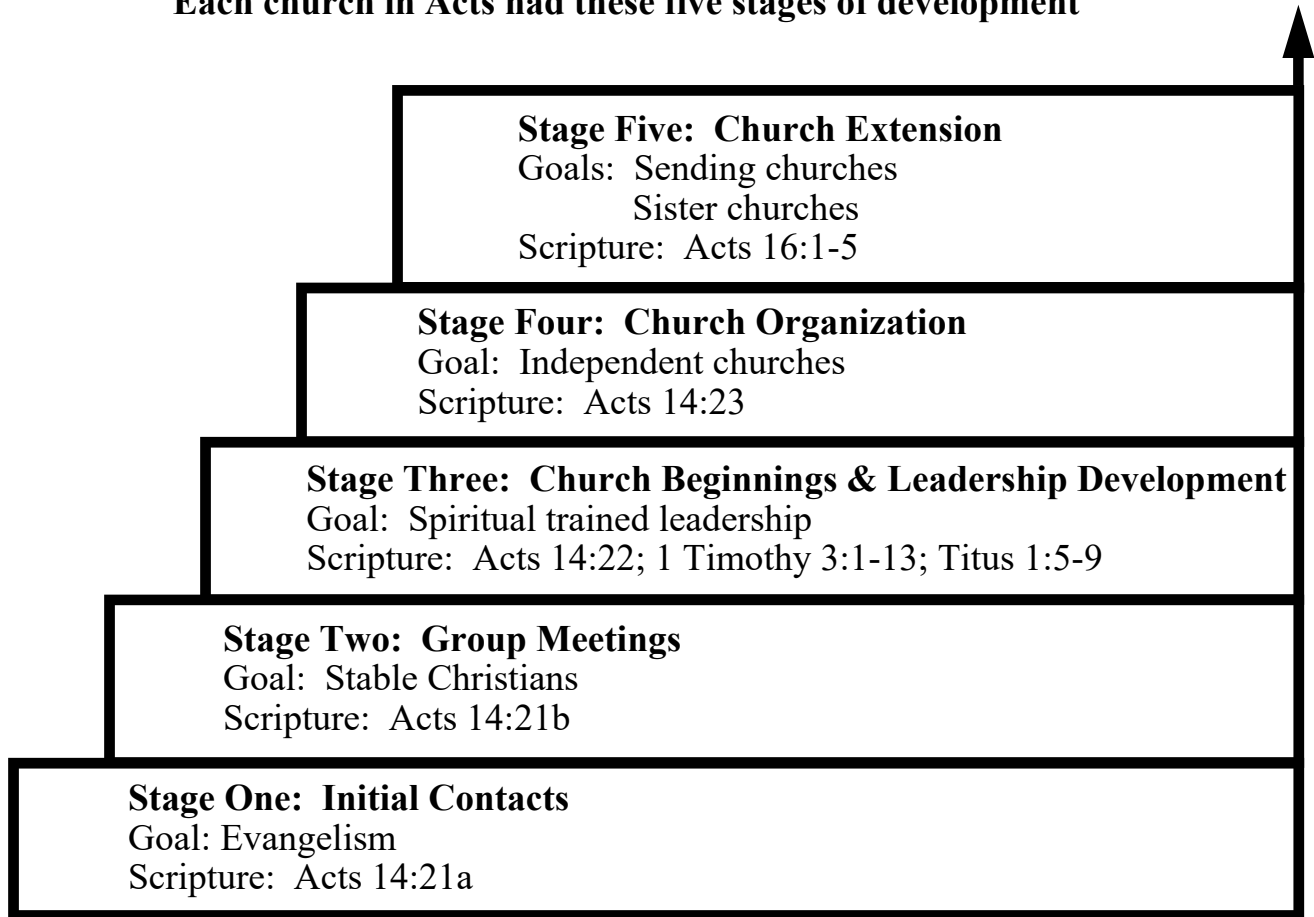 Each church in Acts had these five stages of development
Stage Five:  Church Extension
Goals:  Sending churches
Sister churches
Scripture:  Acts 16:1-5
Stage Four:  Church Organization
Goal:  Independent churches
Scripture:  Acts 14:23
Stage Three:  Church Beginnings & Leadership Development
Goal:  Spiritual trained leadership
Scripture:  Acts 14:22; 1 Timothy 3:1-13; Titus 1:5-9
Stage Two:  Group Meetings
Goal:  Stable Christians
Scripture:  Acts 14:21b
Stage One:  Initial Contacts
Goal: Evangelism
Scripture:  Acts 14:21a